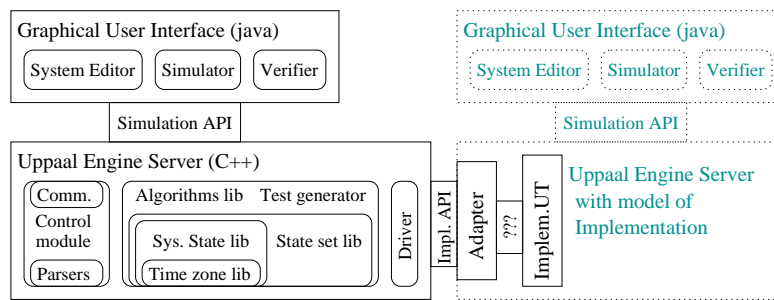 Graphical User Interface (java)
System Editor
Simulator
Verifier
Simulation API
Uppaal Engine Server (C++)
Comm.
Control
module
Parsers
Algorithms lib
Test generator
Sys. State lib
State set lib
Time zone lib
Driver
Impl. API
Adapter
???
Implem.UT
Graphical User Interface (java)
System Editor
Simulator
Verifier
Simulation API
Uppaal Engine Server
with model of
Implementation